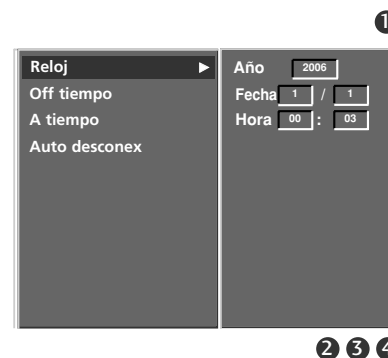 ❶
Reloj ▶ Año 2006
Off tiempo Fecha 1 / 1
A tiempo Hora 00 : 03
Auto desconex
❷ ❸ ❹